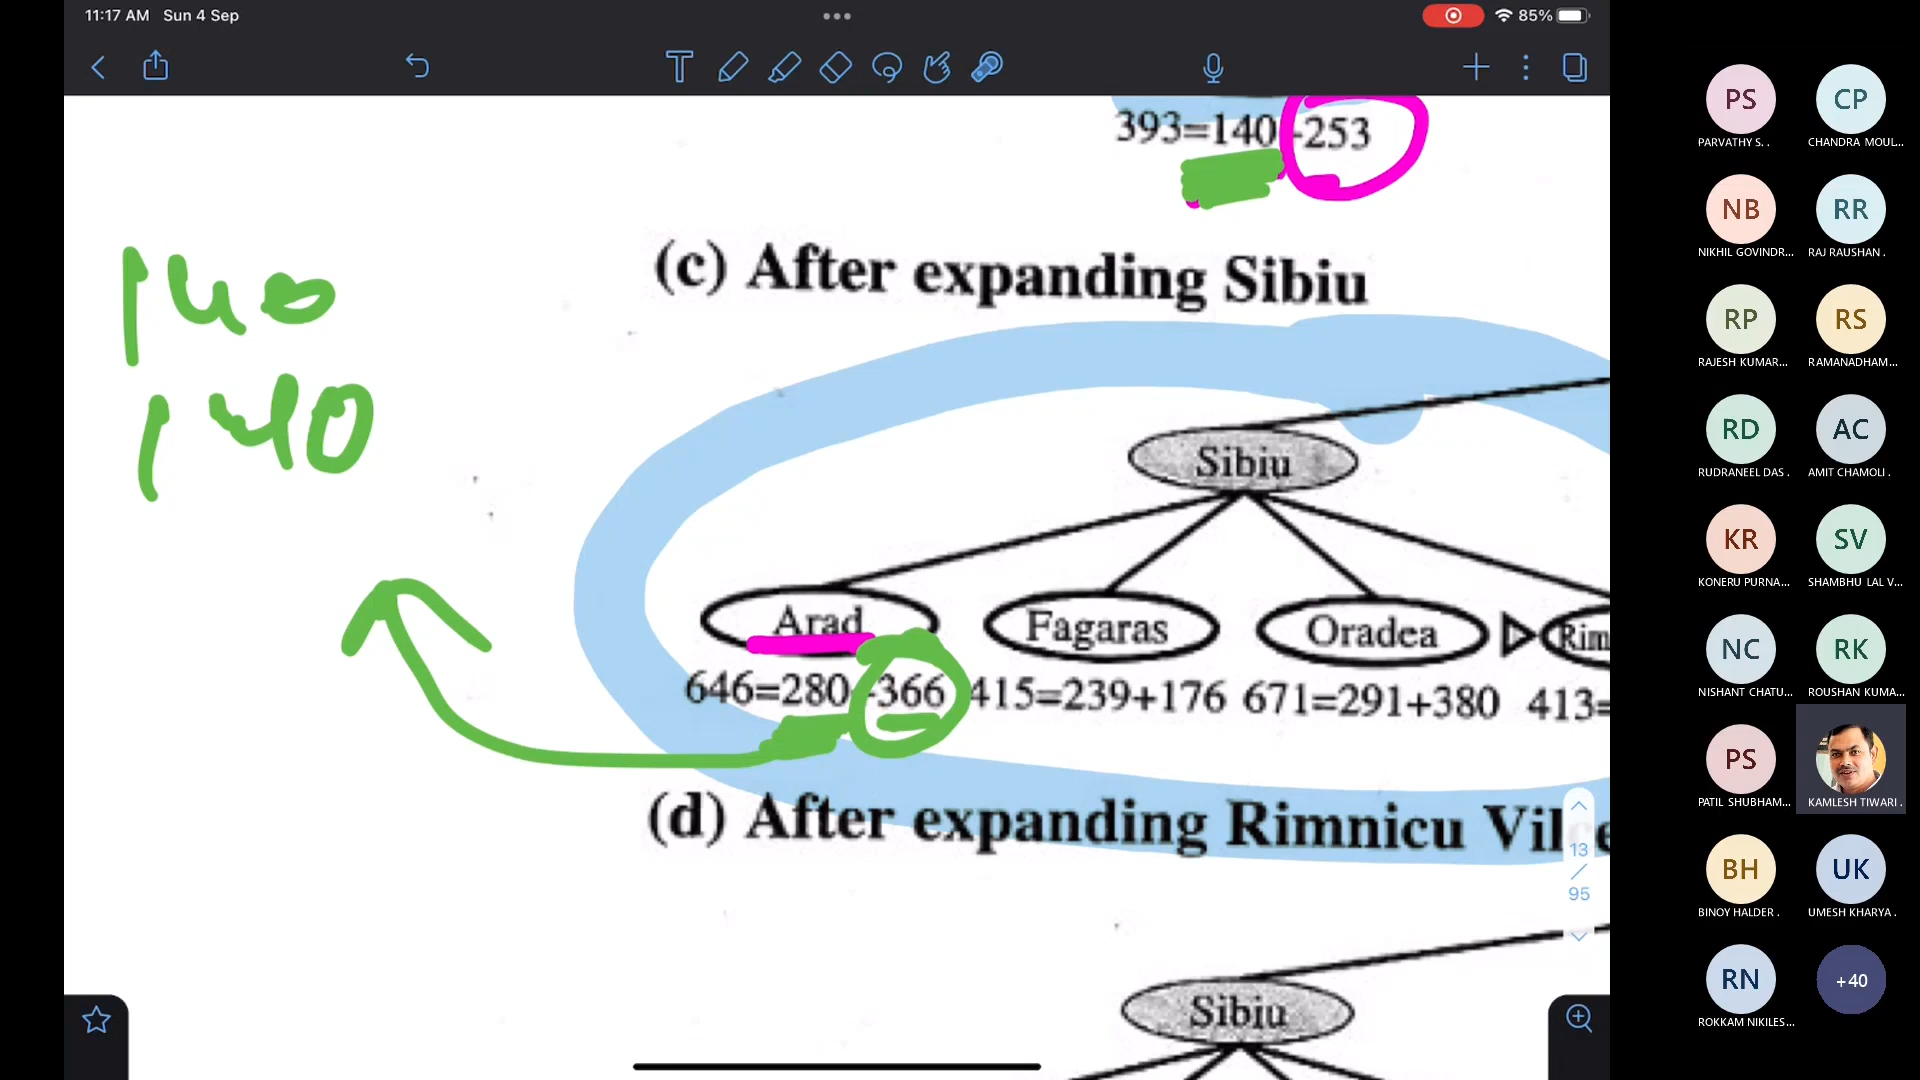 11:17 AM Sun 4 Sep
85%
393=140 -253
(c) After expanding Sibiu
140
140
Sibiu
Arad Fagaras Oradea Rim
646=280 -366 415=239+176 671=291+380 413=
(d) After expanding Rimnicu Vilce
13
/
95
Sibiu
PS CP
PARVATHY S. . CHANDRA MOUL...
NB RR
NIKHIL GOVINDR... RAJ RAUSHAN .
RP RS
RAJESH KUMAR... RAMANADHAM...
RD AC
RUDRANEEL DAS . AMIT CHAMOLI .
KR SV
KONERU PURNA... SHAMBHU LAL V...
NC RK
NISHANT CHATU... ROUSHAN KUMA...
PS
PATIL SHUBHAM... KAMLESH TIWARI .
BH UK
BINOY HALDER . UMESH KHARYA .
RN +40
ROKKAM NIKILES...